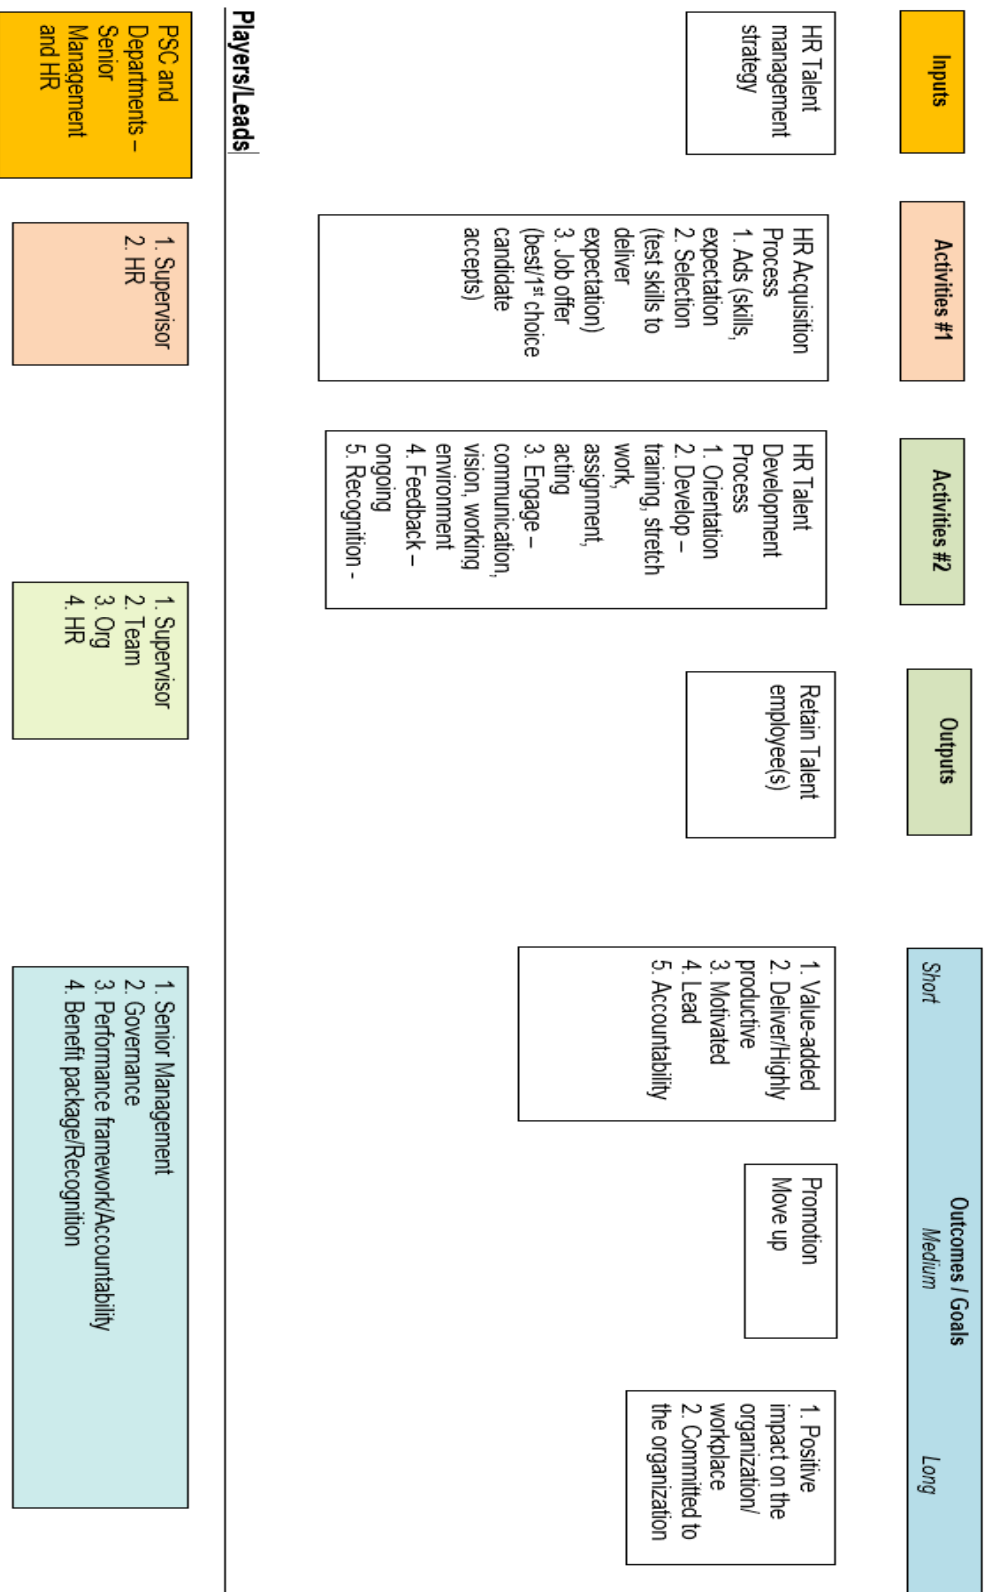 Inputs
Activities #1
Activities #2
Outputs
Outcomes / Goals
Short
Medium
Long
HR Talent
management
strategy
HR Acquisition
Process
1. Ads (skills,
expectation
2. Selection
(test skills to
deliver
expectation)
3. Job offer
(best/1st choice
candidate
accepts)
HR Talent
Development
Process
1. Orientation
2. Develop –
training, stretch
work,
assignment,
acting
3. Engage –
communication,
vision, working
environment
4. Feedback –
ongoing
5. Recognition -
Retain Talent
employee(s)
1. Value-added
2. Deliver/Highly
productive
3. Motivated
4. Lead
5. Accountability
Promotion
Move up
1. Positive
impact on the
organization/
workplace
2. Committed to
the organization
Players/Leads
PSC and
Departments –
Senior
Management
and HR
1. Supervisor
2. HR
1. Supervisor
2. Team
3. Org
4. HR
1. Senior Management
2. Governance
3. Performance framework/Accountability
4. Benefit package/Recognition